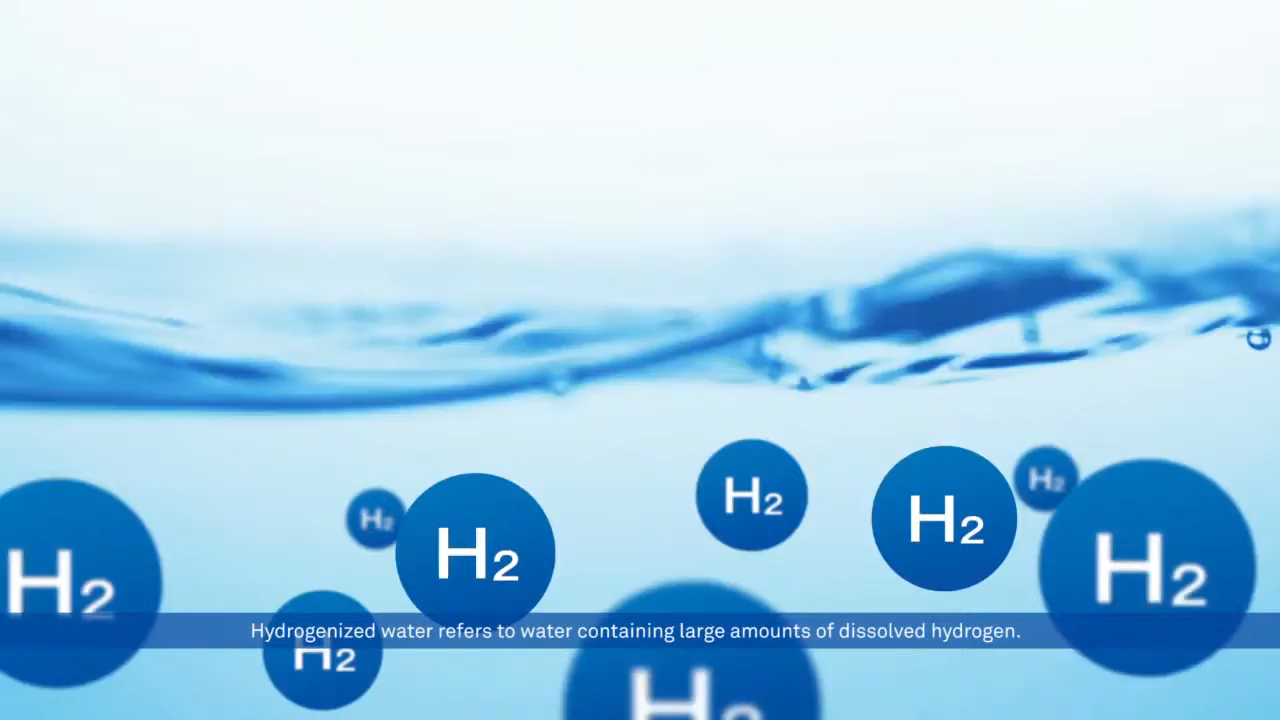 H₂
H₂
H₂
H₂
H₂
H₂
H₂
H₂
Hydrogenized water refers to water containing large amounts of dissolved hydrogen.
H₂